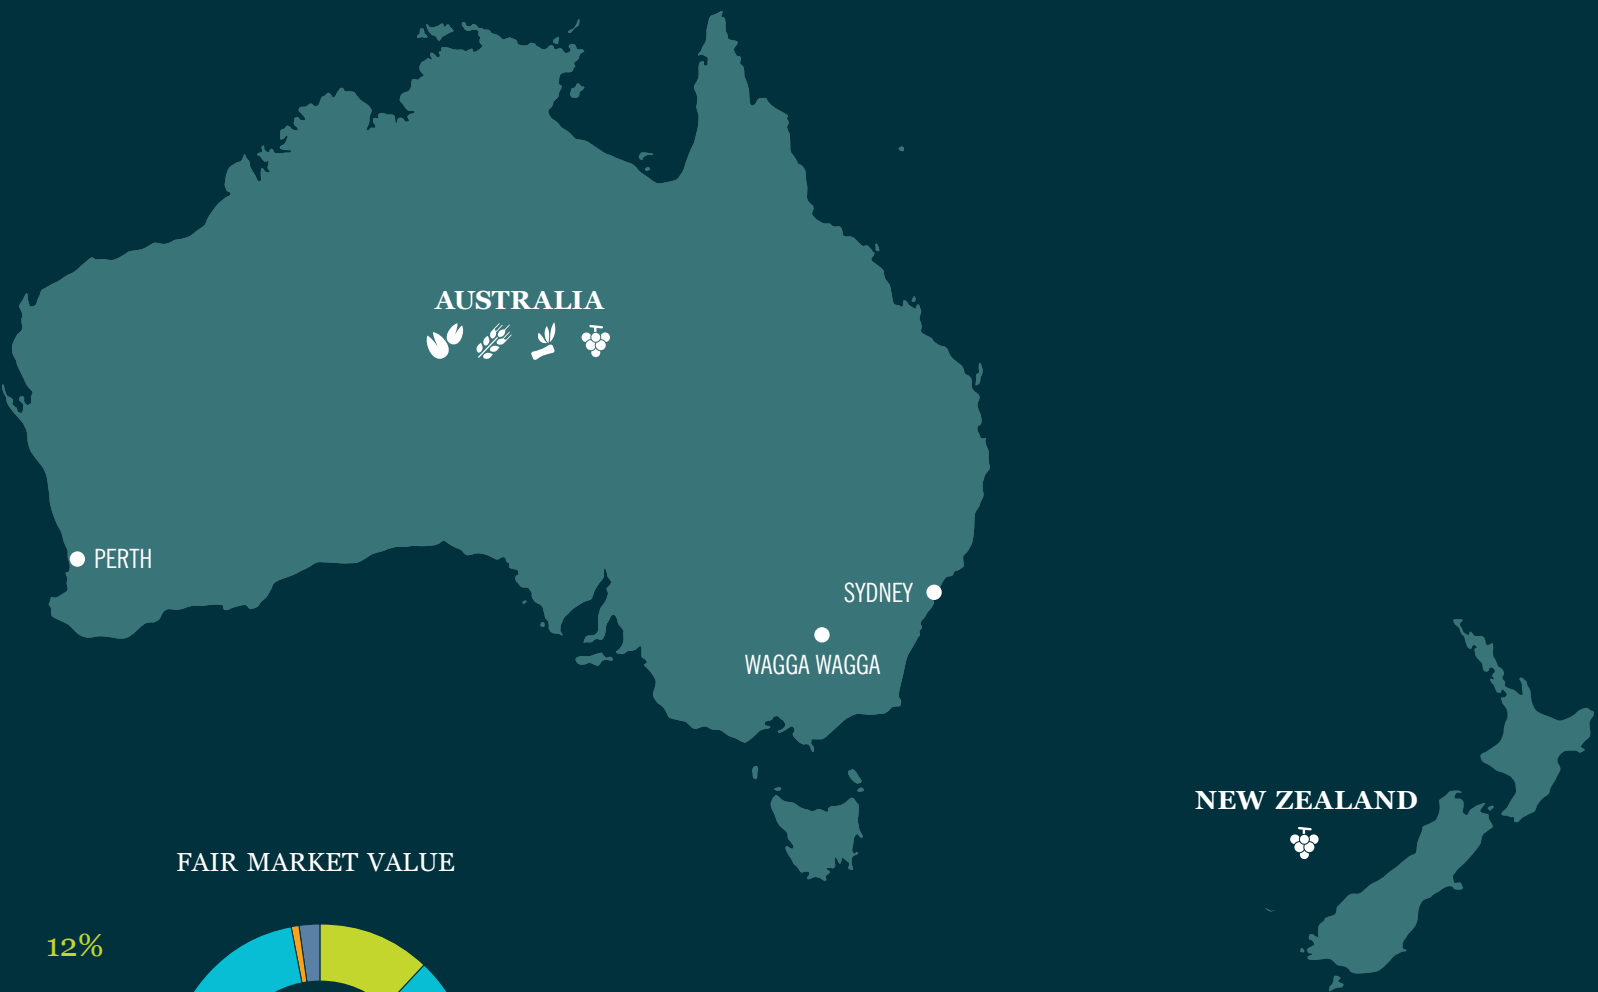 AUSTRALIA
PERTH
SYDNEY
WAGGA WAGGA
NEW ZEALAND
FAIR MARKET VALUE
12%